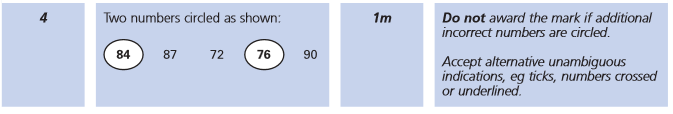 4
Two numbers circled as shown:
84 87 72 76 90
1m
Do not award the mark if additional
incorrect numbers are circled.
Accept alternative unambiguous
indications, eg ticks, numbers crossed
or underlined.